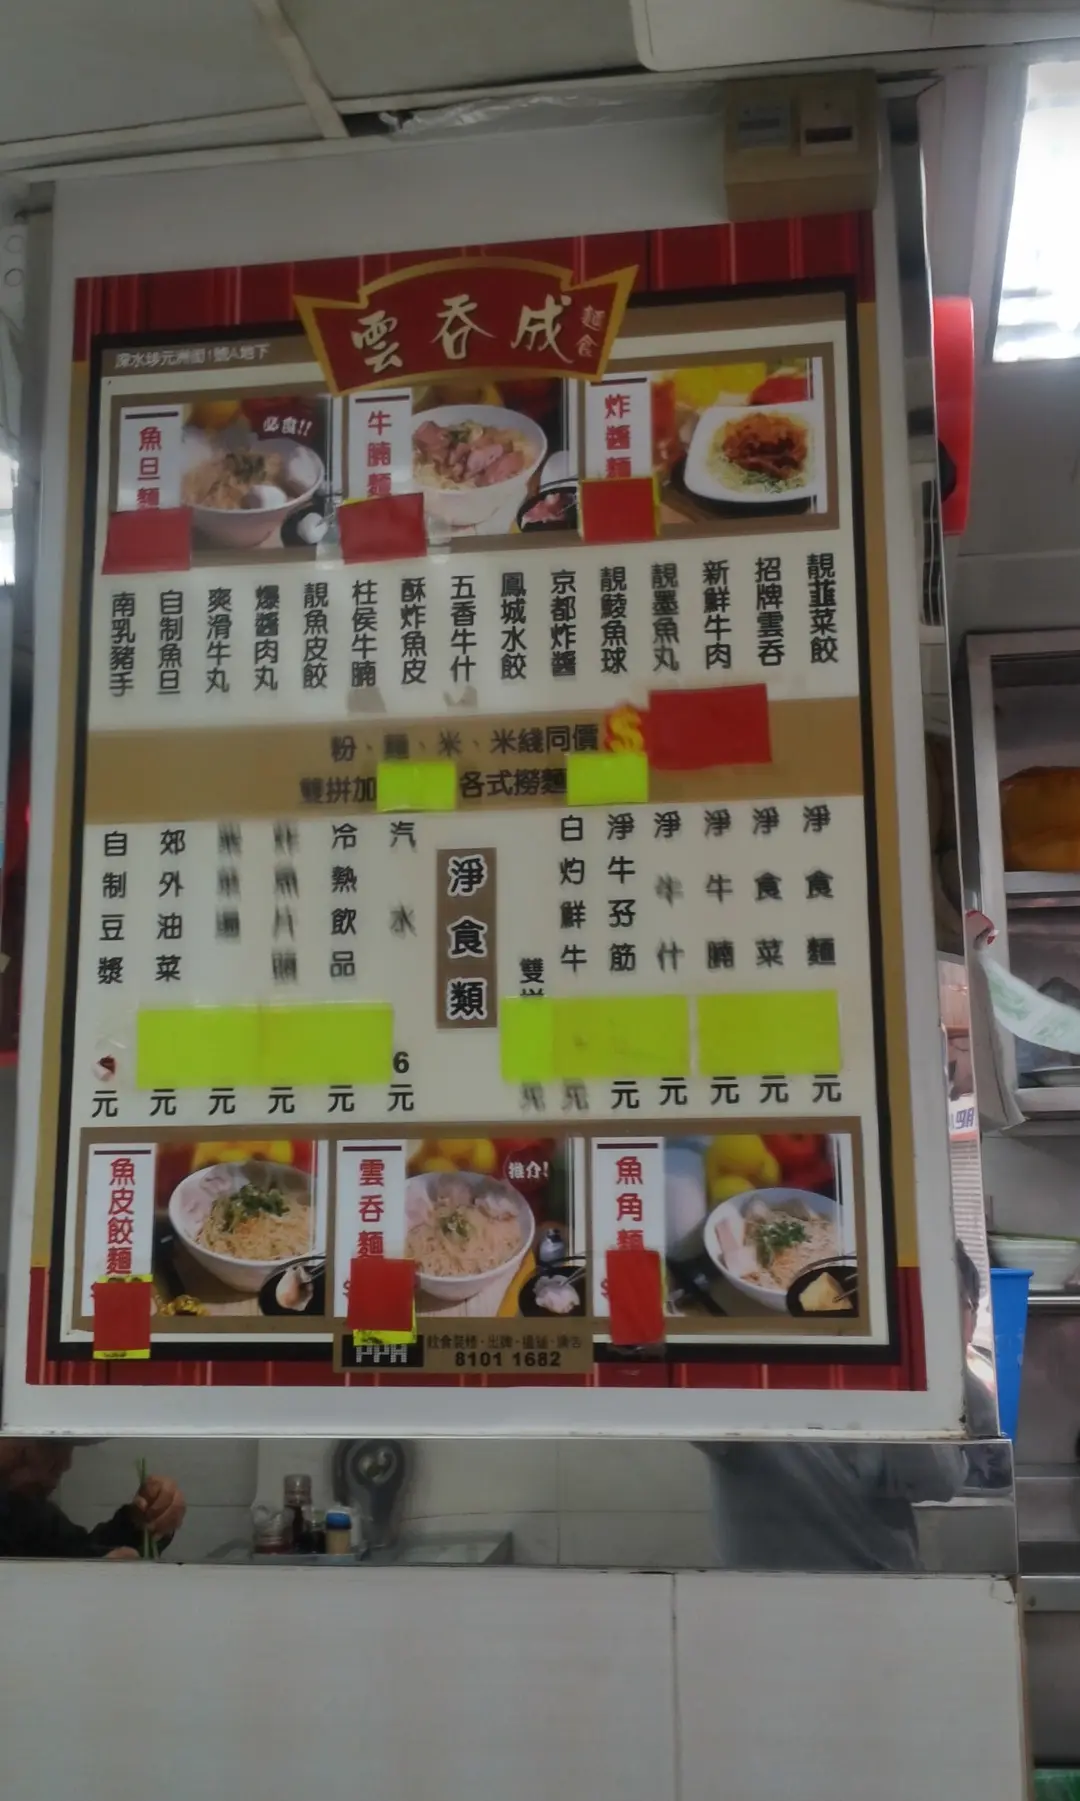 雲吞成 麵食
深水埗元洲街1號A地下
魚旦麵
必食!!
牛腩麵
炸醬麵
南乳豬手
自制魚旦
爽滑牛丸
爆醬肉丸
靚魚皮餃
柱侯牛腩
酥炸魚皮
五香牛什
鳳城水餃
京都炸醬
靚鯪魚球
靚墨魚丸
新鮮牛肉
招牌雲吞
靚韮菜餃
粉、麵、米、米綫同價 $
雙拼加 各式撈麵
自制豆漿 元
郊外油菜 元
元
元
冷熱飲品 元
汽水 6元
淨食類
雙拼
白灼鮮牛 元
淨牛孖筋 元
淨牛什 元
淨牛腩 元
淨食菜 元
淨食麵 元
魚皮餃麵
雲吞麵
推介!
魚角麵
PPH
8101 1682